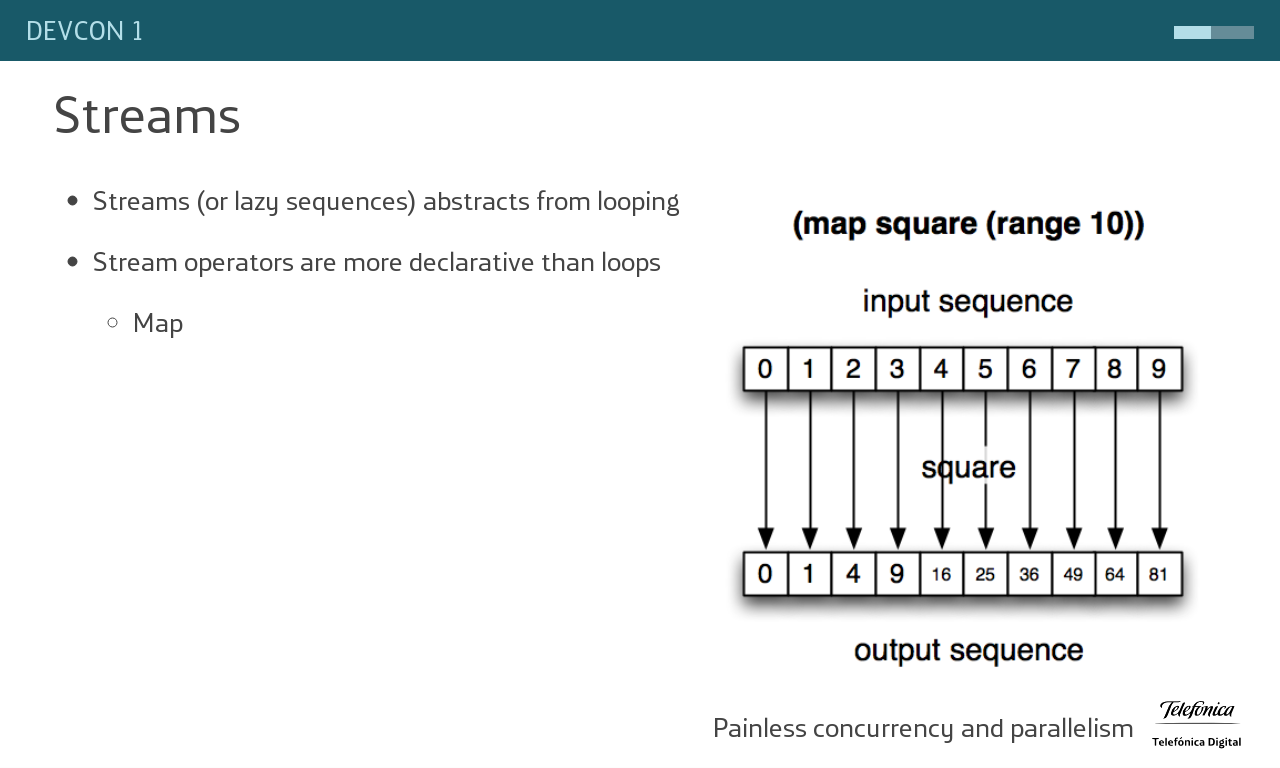 DEVCON 1
Streams
Streams (or lazy sequences) abstracts from looping
Stream operators are more declarative than loops
Map
(map square (range 10))
input sequence
0 1 2 3 4 5 6 7 8 9
square
0 1 4 9 16 25 36 49 64 81
output sequence
Painless concurrency and parallelism
Telefónica
Telefónica Digital